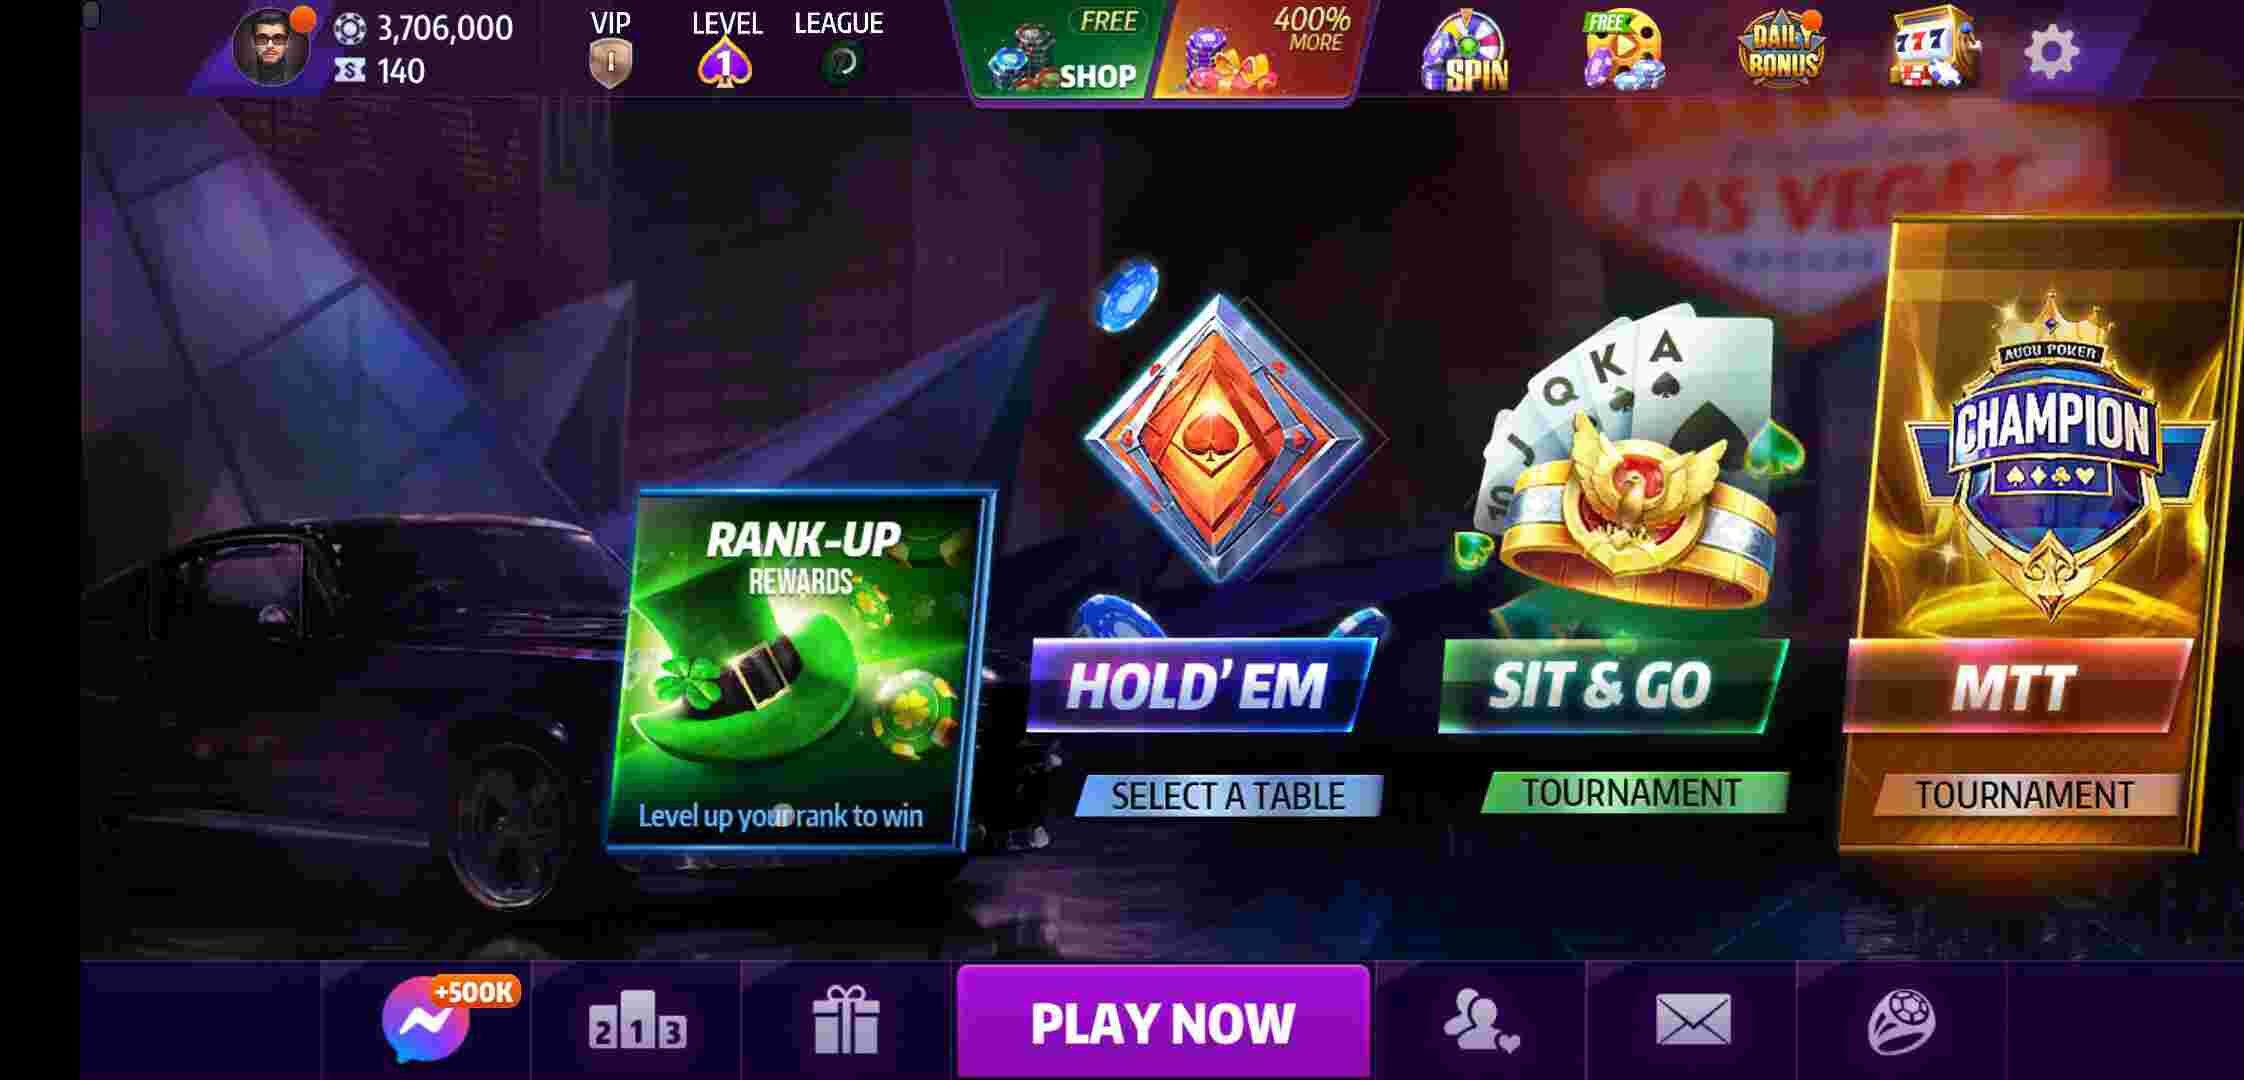 3,706,000
140
VIP
LEVEL
1
LEAGUE
FREE
SHOP
400%
MORE
SPIN
FREE
DAILY
BONUS
777
LAS VEGAS
RANK-UP
REWARDS
Level up your rank to win
HOLD'EM
SELECT A TABLE
10 J Q K A
SIT & GO
TOURNAMENT
POKER
CHAMPION
MTT
TOURNAMENT
+500K
2 1 3
PLAY NOW